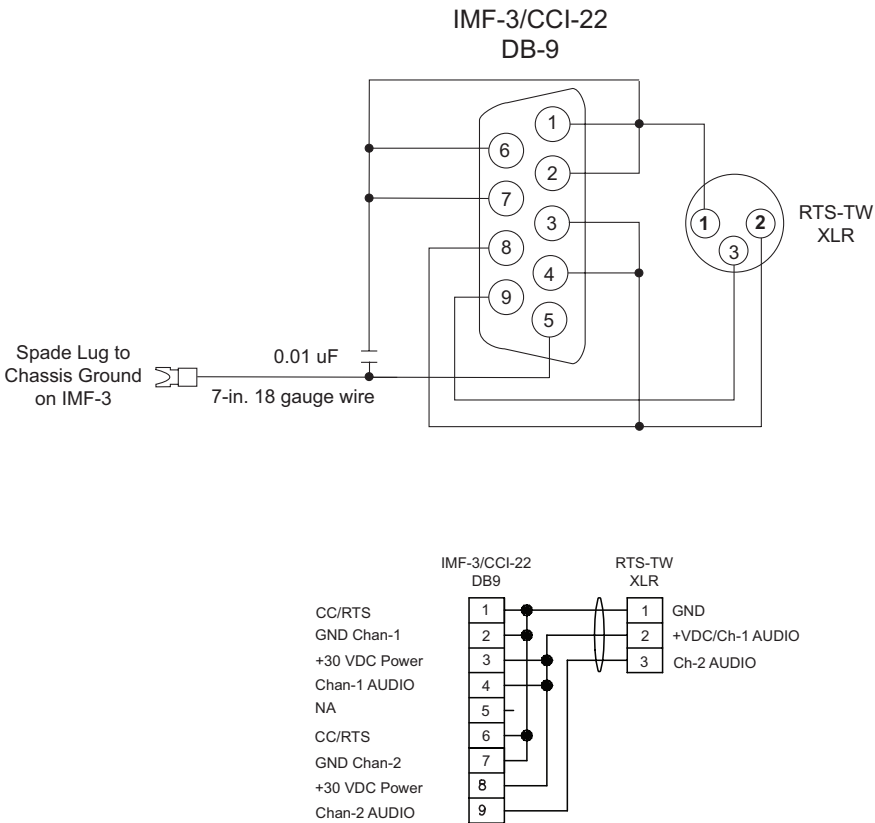 IMF-3/CCI-22
DB-9
1
6
2
7
3
8
4
9
5
1
2
3
RTS-TW
XLR
Spade Lug to
Chassis Ground
on IMF-3
0.01 uF
7-in. 18 gauge wire
IMF-3/CCI-22
DB9
RTS-TW
XLR
CC/RTS 1 1 GND
GND Chan-1 2 2 +VDC/Ch-1 AUDIO
+30 VDC Power 3 3 Ch-2 AUDIO
Chan-1 AUDIO 4
NA 5
CC/RTS 6
GND Chan-2 7
+30 VDC Power 8
Chan-2 AUDIO 9